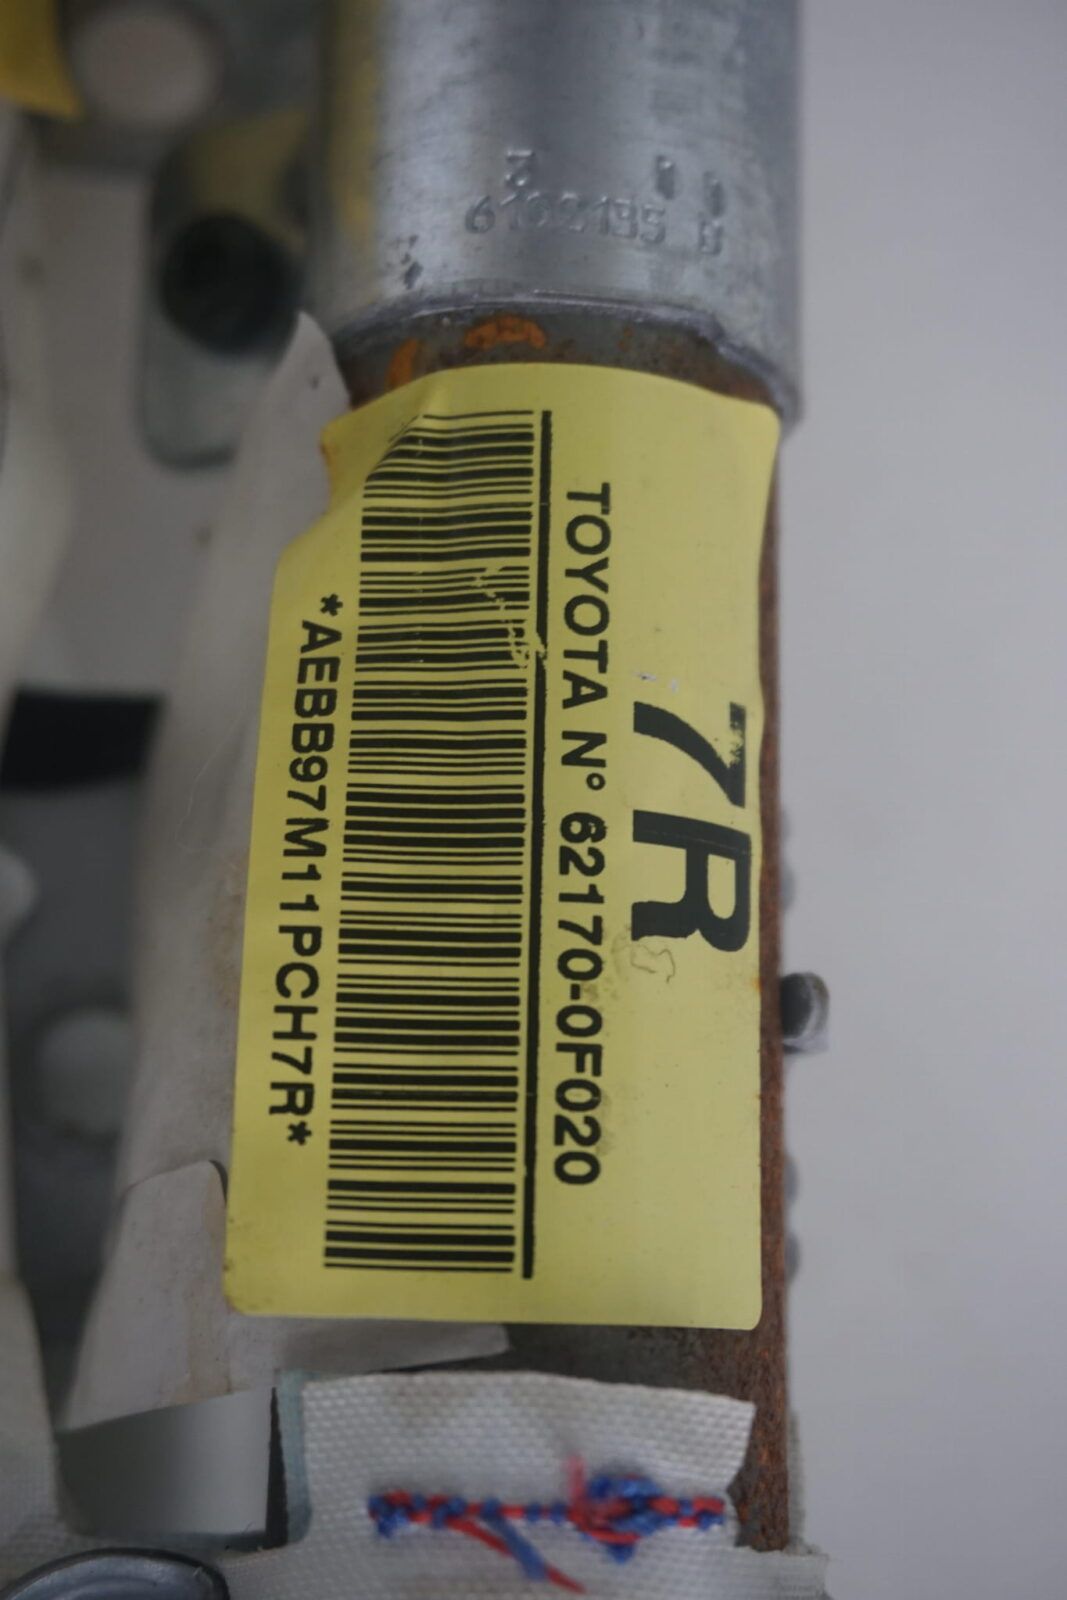 7R
TOYOTA N° 62170-0F020
*AEBB97M11PCH7R*